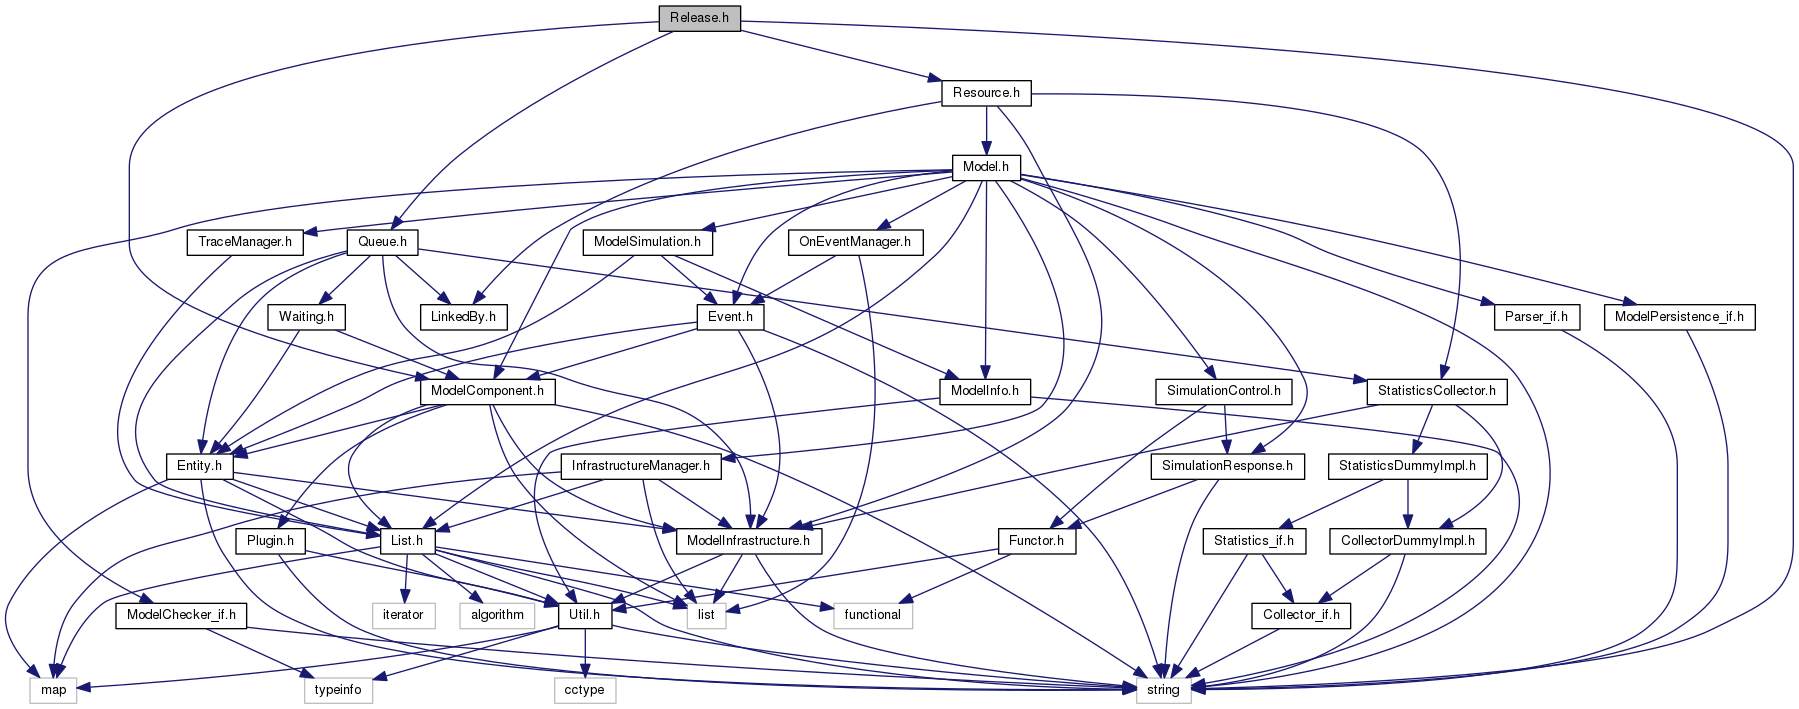 Release.h
Resource.h
Model.h
TraceManager.h
Queue.h
ModelSimulation.h
OnEventManager.h
Waiting.h
LinkedBy.h
Event.h
Parser_if.h
ModelPersistence_if.h
ModelComponent.h
ModelInfo.h
SimulationControl.h
StatisticsCollector.h
Entity.h
InfrastructureManager.h
SimulationResponse.h
StatisticsDummyImpl.h
Plugin.h
List.h
ModelInfrastructure.h
Functor.h
Statistics_if.h
CollectorDummyImpl.h
ModelChecker_if.h
iterator
algorithm
Util.h
list
functional
Collector_if.h
map
typeinfo
cctype
string